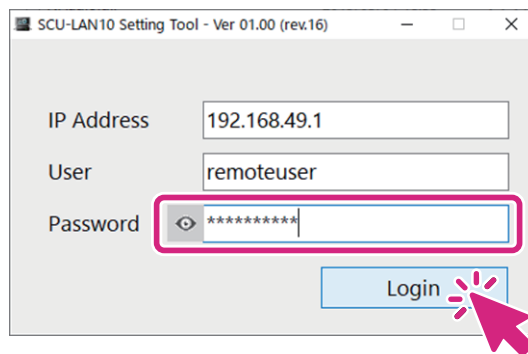 SCU-LAN10 Setting Tool - Ver 01.00 (rev.16)
IP Address 192.168.49.1
User remoteuser
Password **********
Login